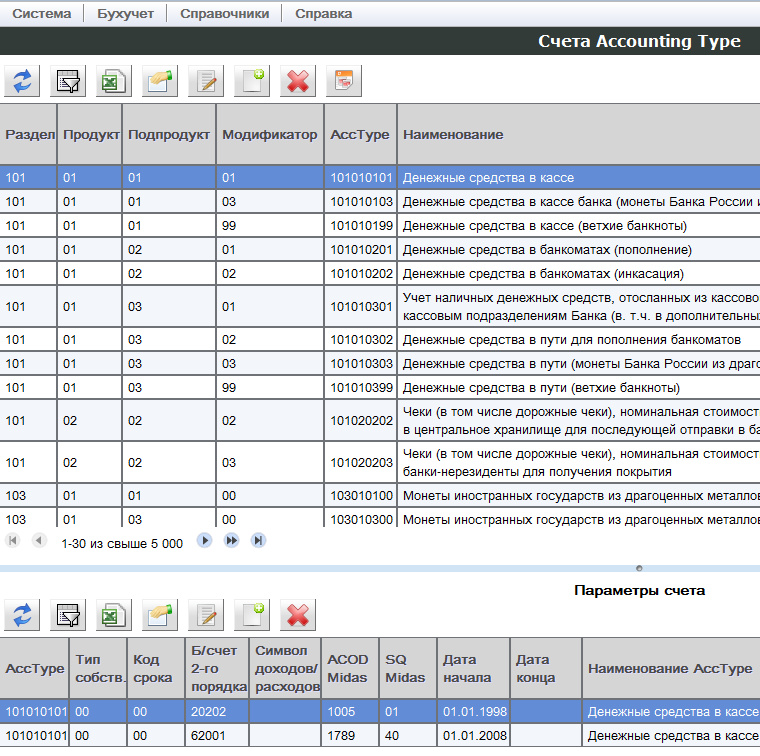 Система Бухучет Справочники Справка
Счета Accounting Type
Раздел Продукт Подпродукт Модификатор AccType Наименование
101 01 01 01 101010101 Денежные средства в кассе
101 01 01 03 101010103 Денежные средства в кассе банка (монеты Банка России
101 01 01 99 101010199 Денежные средства в кассе (ветхие банкноты)
101 01 02 01 101010201 Денежные средства в банкоматах (пополнение)
101 01 02 02 101010202 Денежные средства в банкоматах (инкасация)
101 01 03 01 101010301 Учет наличных денежных средств, отосланных из кассово
кассовым подразделениям Банка (в. т.ч. в дополнительны
101 01 03 02 101010302 Денежные средства в пути для пополнения банкоматов
101 01 03 03 101010303 Денежные средства в пути (монеты Банка России из драго
101 01 03 99 101010399 Денежные средства в пути (ветхие банкноты)
101 02 02 02 101020202 Чеки (в том числе дорожные чеки), номинальная стоимост
в центральное хранилище для последующей отправки в ба
101 02 02 03 101020203 Чеки (в том числе дорожные чеки), номинальная стоимост
банки-нерезиденты для получения покрытия
103 01 01 00 103010100 Монеты иностранных государств из драгоценных металлов
103 01 03 00 103010300 Монеты иностранных государств из драгоценных металлов
1-30 из свыше 5 000
Параметры счета
AccType Тип собств. Код срока Б/счет 2-го порядка Символ доходов/ расходов ACOD Midas SQ Midas Дата начала Дата конца Наименование AccType
101010101 00 00 20202 1005 01 01.01.1998 Денежные средства в кассе
101010101 00 00 62001 1789 40 01.01.2008 Денежные средства в кассе